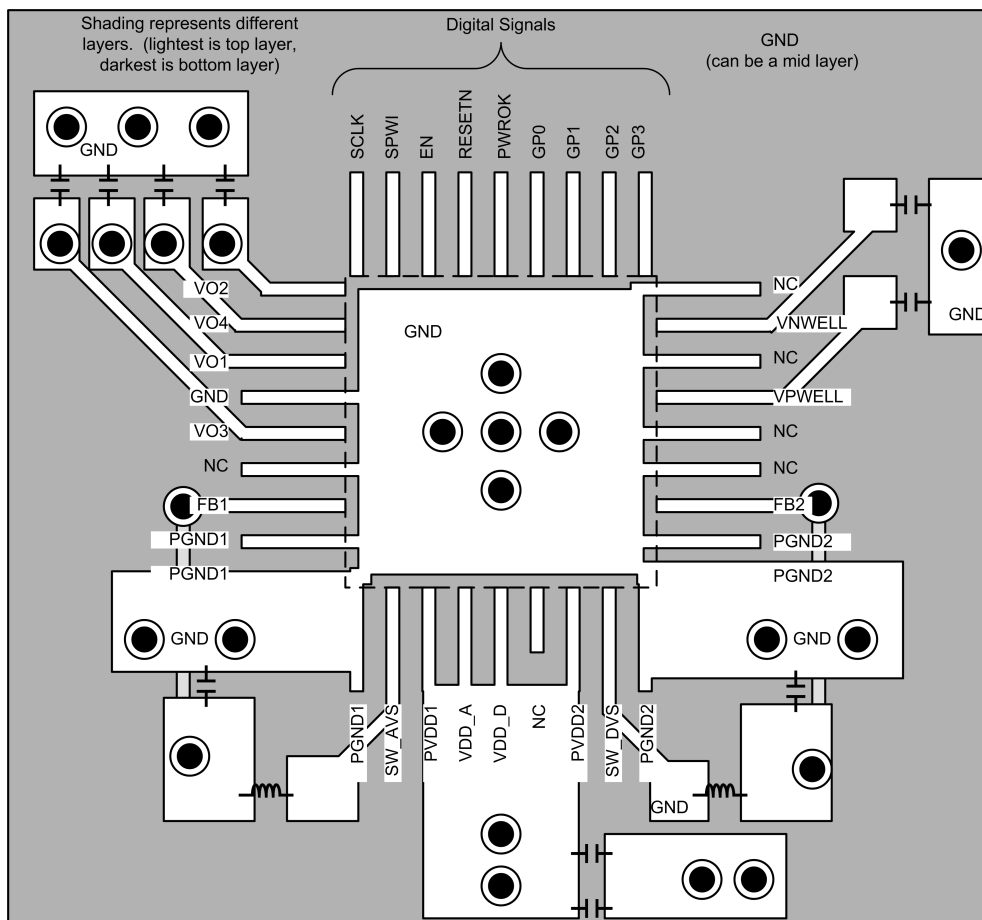 Shading represents different
layers.  (lightest is top layer,
darkest is bottom layer)
Digital Signals
GND
(can be a mid layer)
SCLK
SPWI
EN
RESETN
PWROK
GP0
GP1
GP2
GP3
GND
VO2
VO4
VO1
GND
VO3
NC
FB1
PGND1
PGND1
GND
GND
NC
VNWELL
NC
VPWELL
NC
NC
FB2
PGND2
PGND2
GND
GND
PGND1
SW_AVS
PVDD1
VDD_A
VDD_D
NC
PVDD2
SW_DVS
PGND2
GND